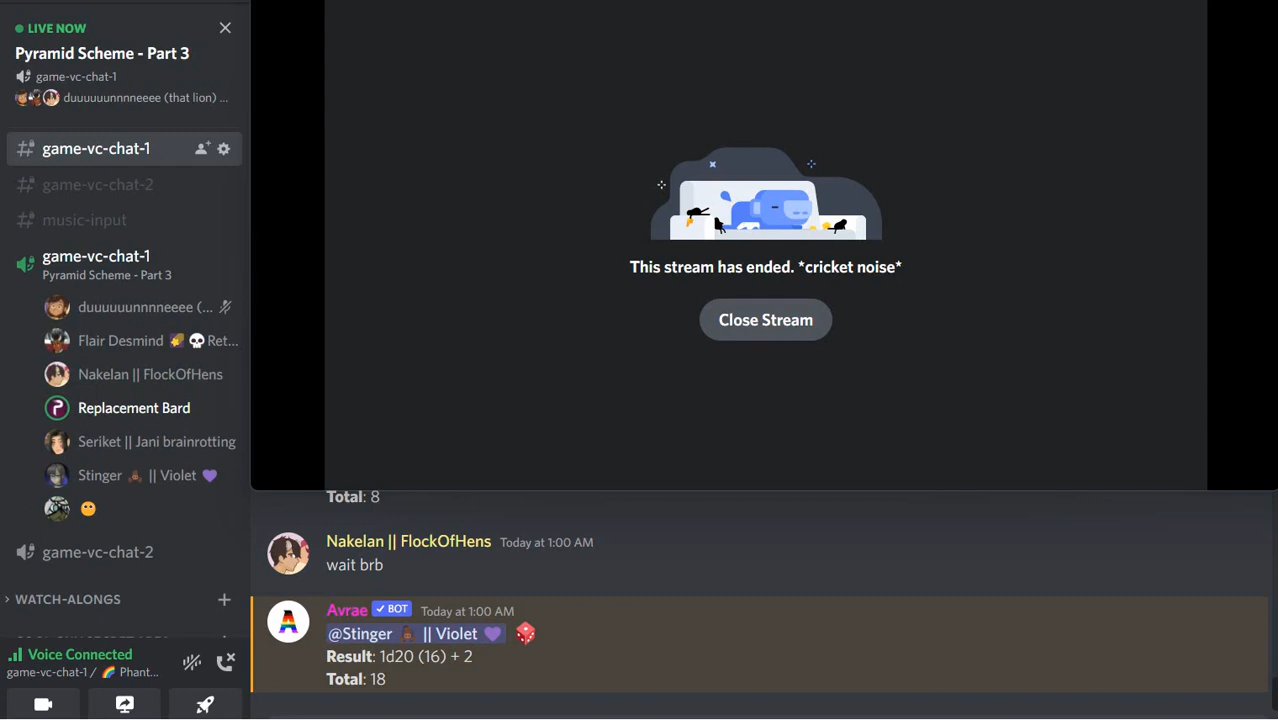 LIVE NOW
Pyramid Scheme - Part 3
game-vc-chat-1
duuuuuunnnneeee (that lion) ...
game-vc-chat-1
game-vc-chat-2
music-input
game-vc-chat-1
Pyramid Scheme - Part 3
duuuuuunnnneeee (...
Flair Desmind 🌠 💀 Ret...
Nakelan || FlockOfHens
Replacement Bard
Seriket || Jani brainrotting
Stinger || Violet 💜
game-vc-chat-2
WATCH-ALONGS
Voice Connected
game-vc-chat-1 / 🌈 Phant...
This stream has ended. *cricket noise*
Close Stream
Total: 8
Nakelan || FlockOfHens Today at 1:00 AM
wait brb
Avrae ✓ BOT Today at 1:00 AM
@Stinger || Violet 💜 🎲
Result: 1d20 (16) + 2
Total: 18